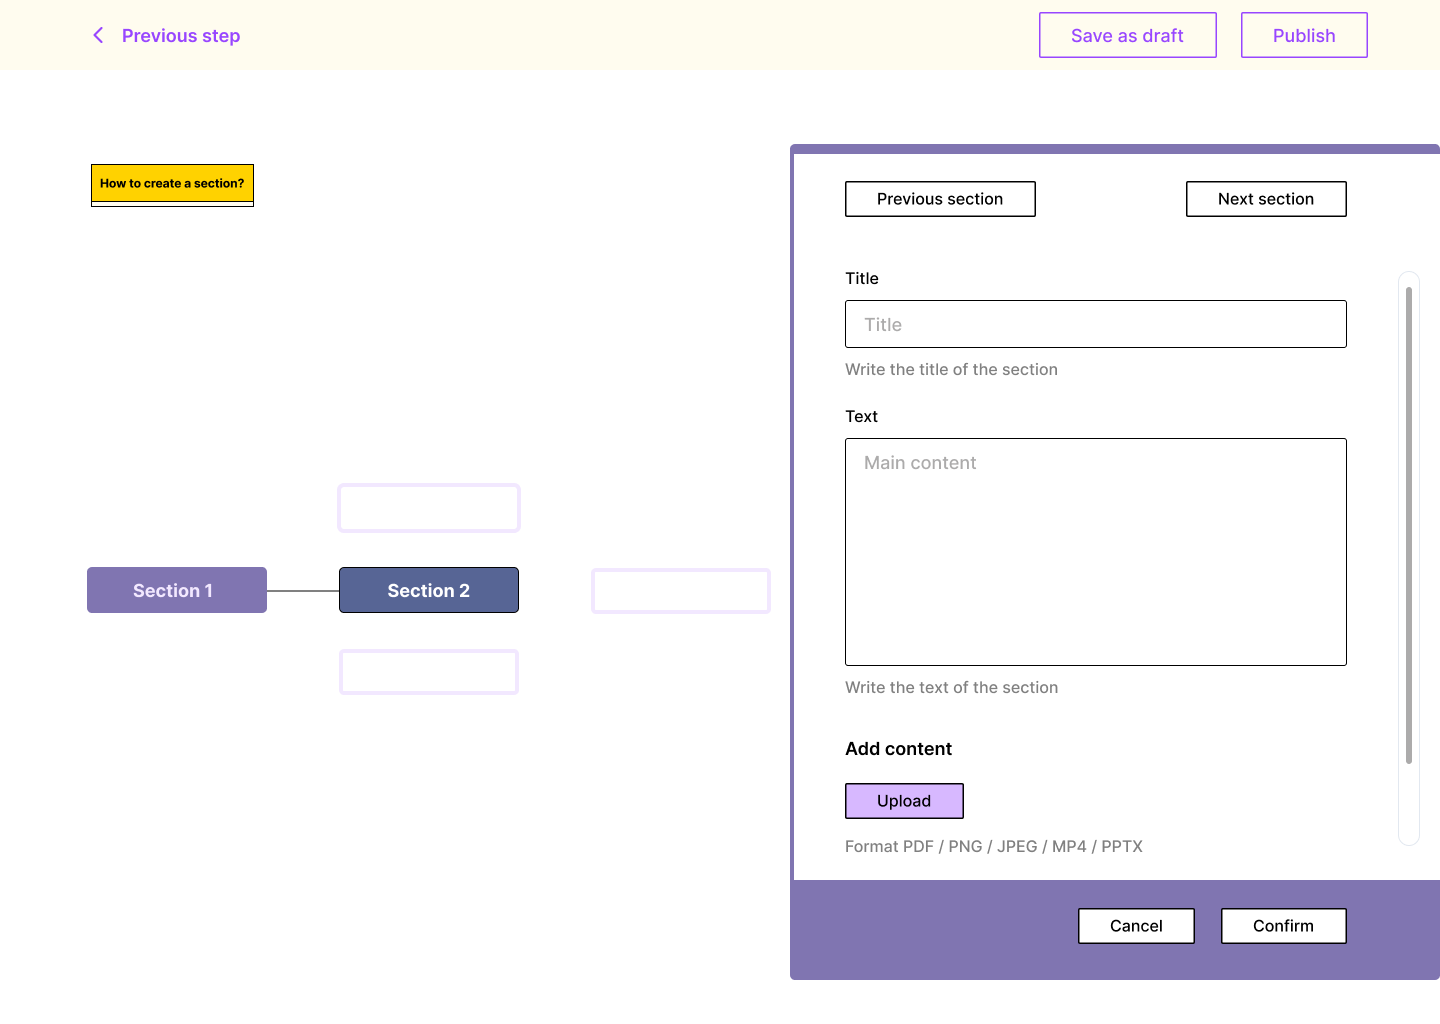 Previous step
Save as draft
Publish
How to create a section?
Section 1
Section 2
Previous section
Next section
Title
Title
Write the title of the section
Text
Main content
Write the text of the section
Add content
Upload
Format PDF / PNG / JPEG / MP4 / PPTX
Cancel
Confirm